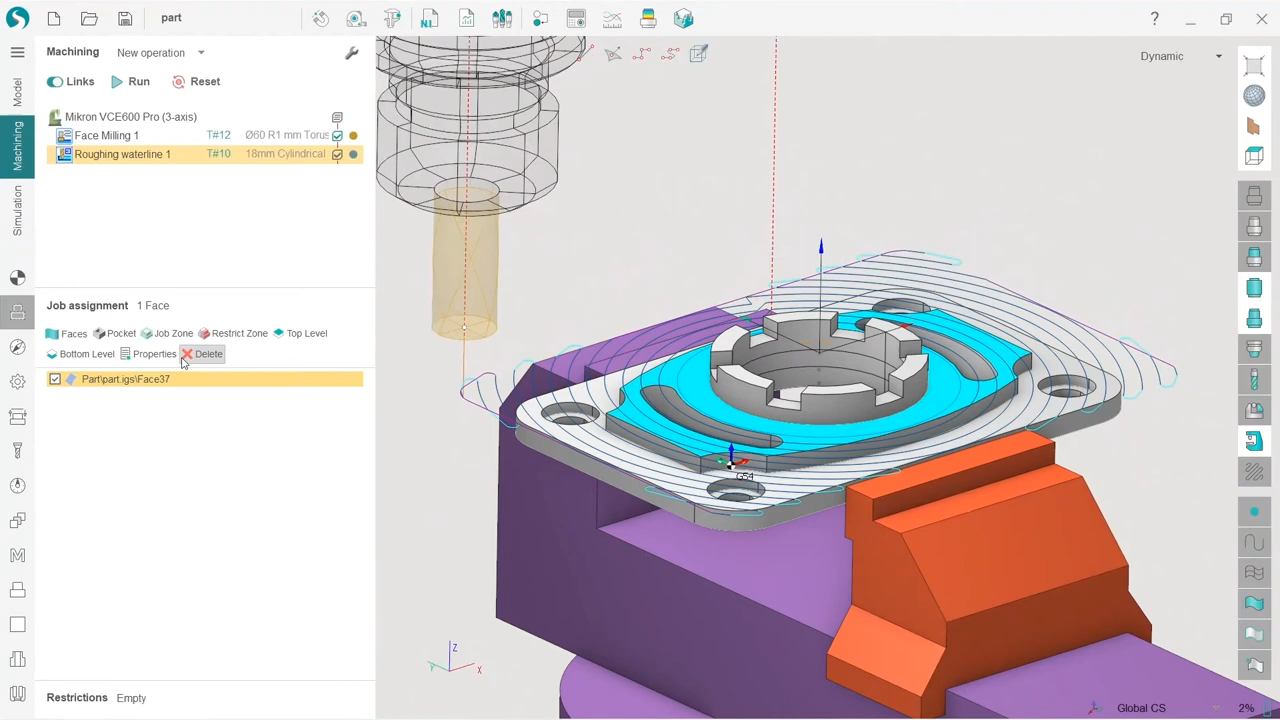 part
Machining New operation
Links Run Reset
Mikron VCE600 Pro (3-axis)
Face Milling 1 T#12 Ø60 R1 mm Torus
Roughing waterline 1 T#10 18mm Cylindrical
Job assignment 1 Face
Faces Pocket Job Zone Restrict Zone Top Level
Bottom Level Properties Delete
Part\part.igs\Face37
Restrictions Empty
Model
Machining
Simulation
Dynamic
G54
Z
Y X
Global CS 2%